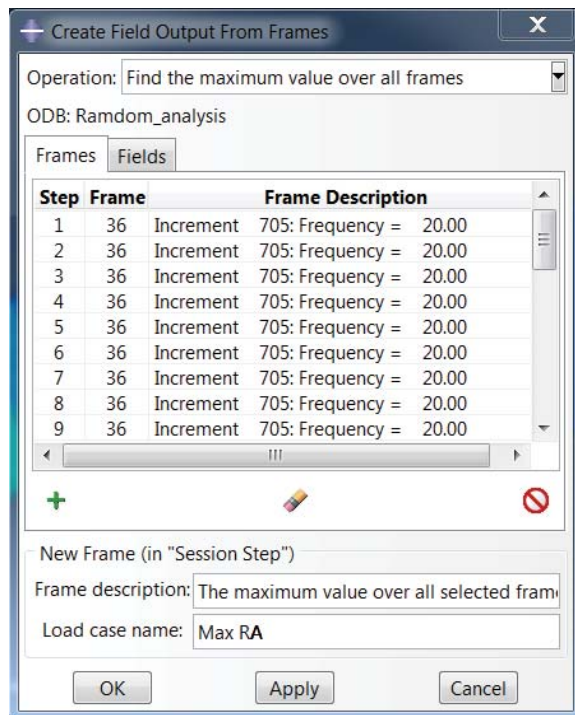 Create Field Output From Frames
X
Operation: Find the maximum value over all frames
ODB: Ramdom_analysis
Frames Fields
Step Frame Frame Description
1 36 Increment 705: Frequency = 20.00
2 36 Increment 705: Frequency = 20.00
3 36 Increment 705: Frequency = 20.00
4 36 Increment 705: Frequency = 20.00
5 36 Increment 705: Frequency = 20.00
6 36 Increment 705: Frequency = 20.00
7 36 Increment 705: Frequency = 20.00
8 36 Increment 705: Frequency = 20.00
9 36 Increment 705: Frequency = 20.00
New Frame (in "Session Step")
Frame description: The maximum value over all selected frame
Load case name: Max RA
OK Apply Cancel